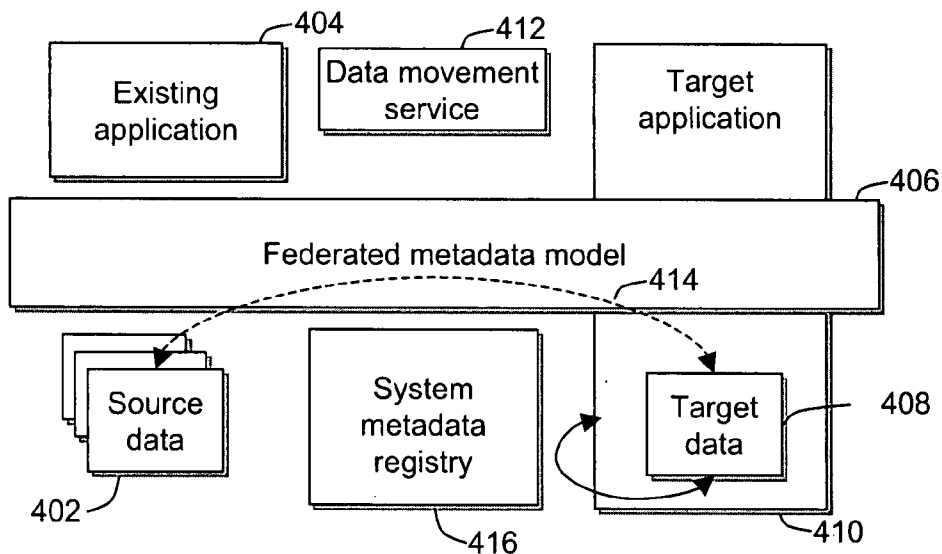 404
412
Existing
application
Data movement
service
Target
application
406
Federated metadata model
414
Source
data
System
metadata
registry
Target
data
408
402
416
410